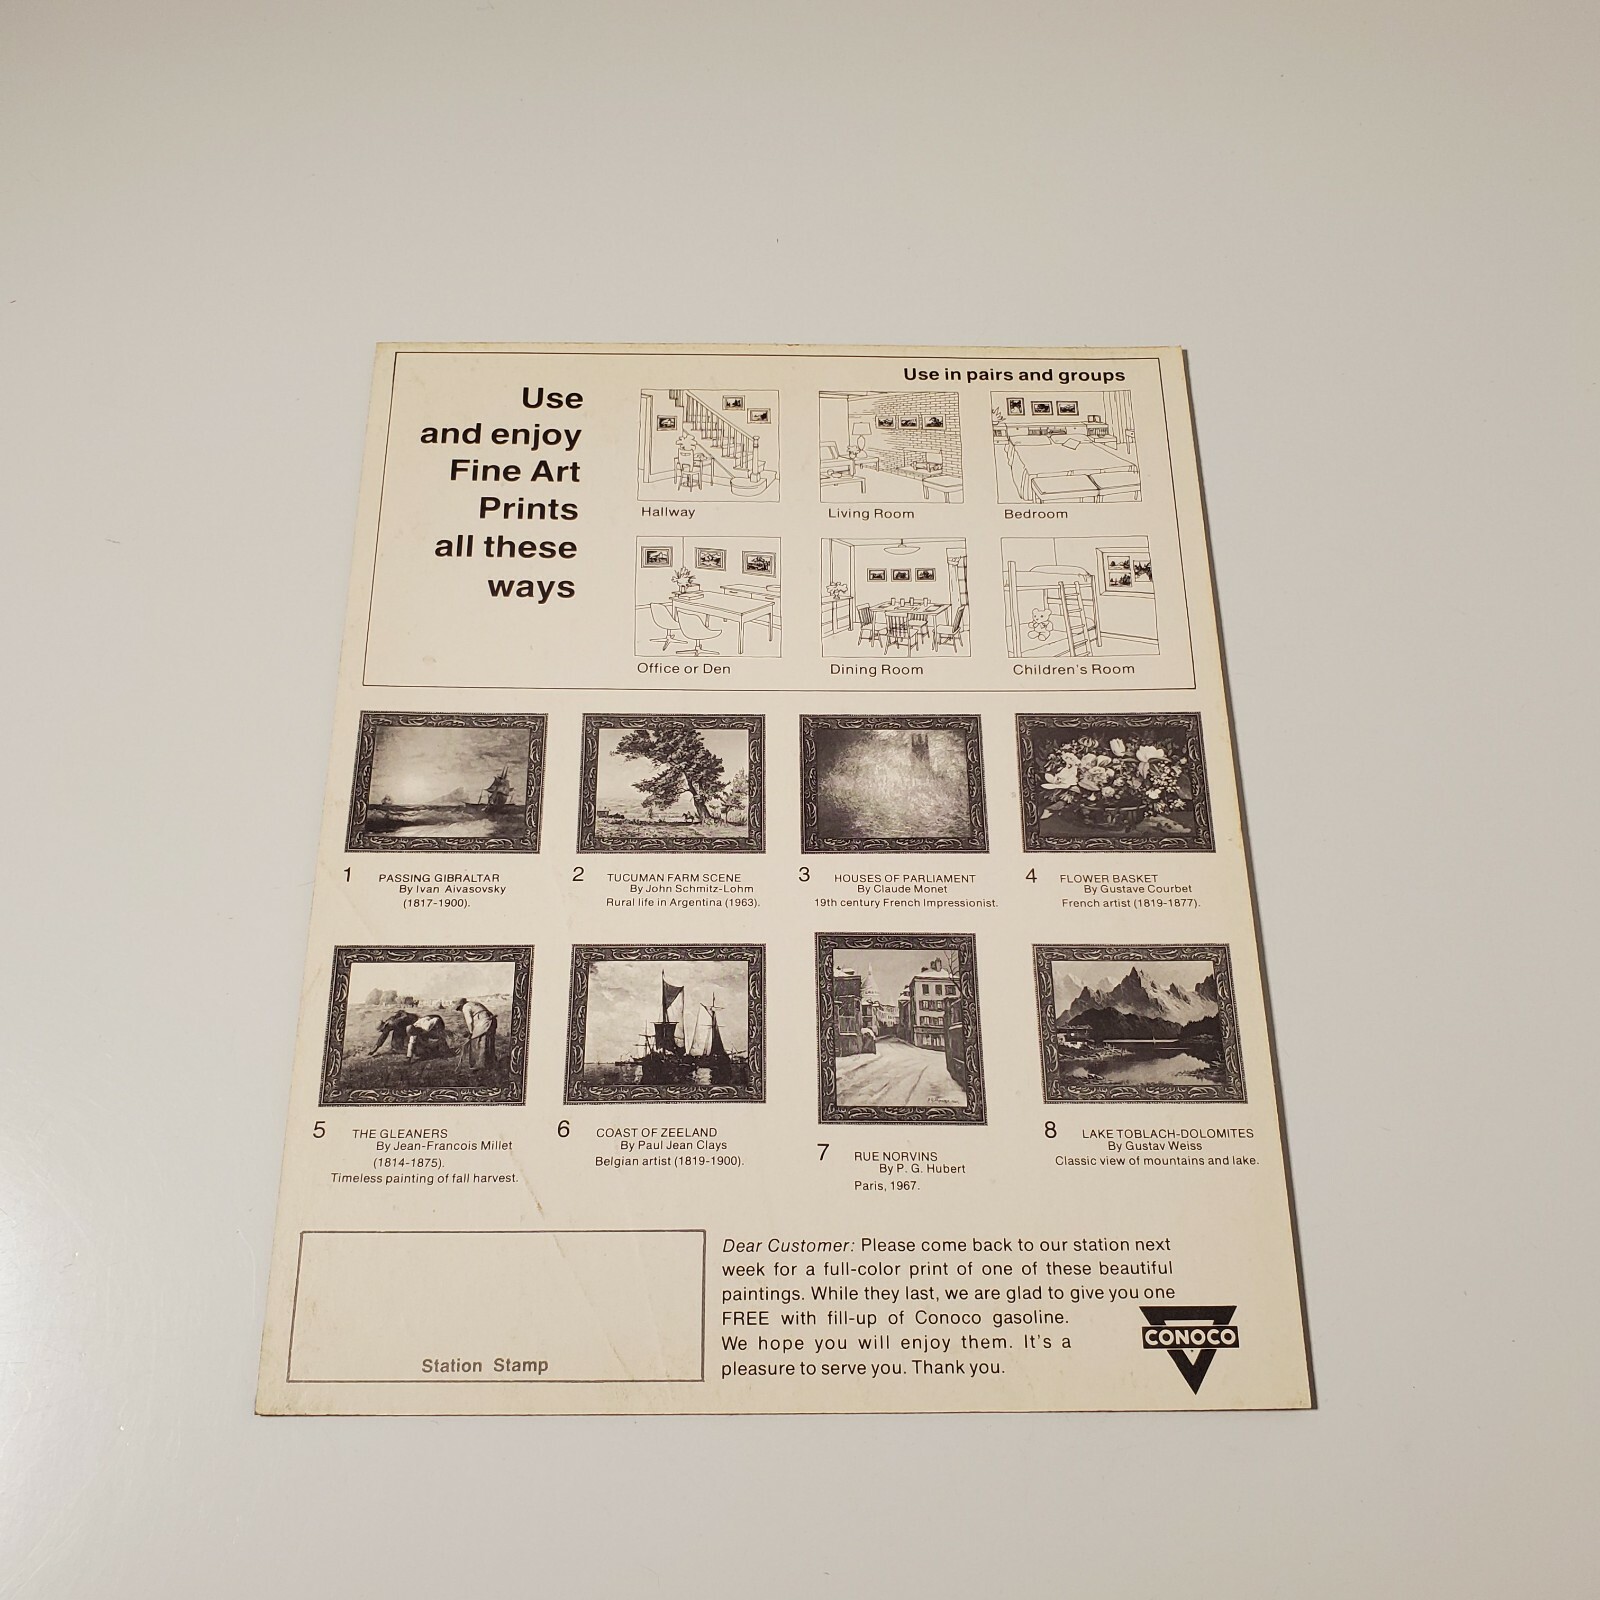 Use
and enjoy
Fine Art
Prints
all these
ways
Use in pairs and groups
Hallway
Living Room
Bedroom
Office or Den
Dining Room
Children's Room
1 PASSING GIBRALTAR
By Ivan Aivasovsky
(1817-1900).
2 TUCUMAN FARM SCENE
By John Schmitz-Lohm
Rural life in Argentina (1963).
3 HOUSES OF PARLIAMENT
By Claude Monet
19th century French Impressionist.
4 FLOWER BASKET
By Gustave Courbet
French artist (1819-1877).
5 THE GLEANERS
By Jean-Francois Millet
(1814-1875).
Timeless painting of fall harvest.
6 COAST OF ZEELAND
By Paul Jean Clays
Belgian artist (1819-1900).
7 RUE NORVINS
By P. G. Hubert
Paris, 1967.
8 LAKE TOBLACH-DOLOMITES
By Gustav Weiss
Classic view of mountains and lake.
Station Stamp
Dear Customer: Please come back to our station next
week for a full-color print of one of these beautiful
paintings. While they last, we are glad to give you one
FREE with fill-up of Conoco gasoline.
We hope you will enjoy them. It's a
pleasure to serve you. Thank you.
CONOCO